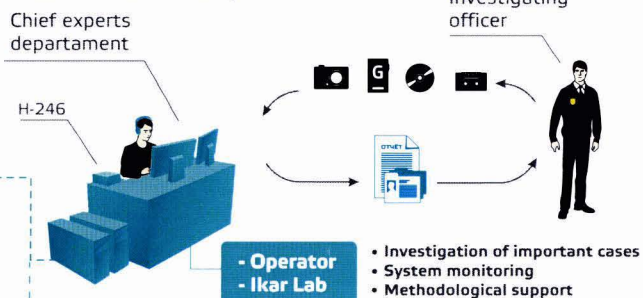 Chief experts
departament
H-246
Investigating
officer
G
ОТЧЁТ
- Operator
- Ikar Lab
• Investigation of important cases
• System monitoring
• Methodological support